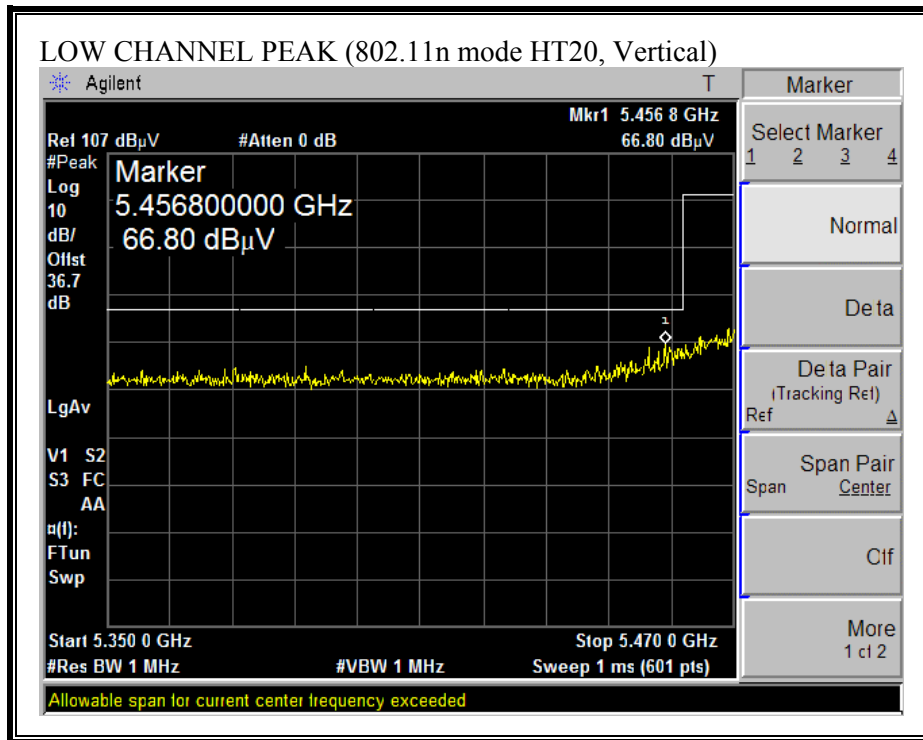 LOW CHANNEL PEAK (802.11n mode HT20, Vertical)
Agilent T
Mkr1 5.456 8 GHz
Ref 107 dBµV #Atten 0 dB 66.80 dBµV
#Peak
Log
10
dB/
Offst
36.7
dB
Marker
5.456800000 GHz
66.80 dBµV
1
LgAv
V1 S2
S3 FC
AA
¤(f):
FTun
Swp
Start 5.350 0 GHz Stop 5.470 0 GHz
#Res BW 1 MHz #VBW 1 MHz Sweep 1 ms (601 pts)
Allowable span for current center frequency exceeded
Marker
Select Marker
1 2 3 4
Normal
Delta
Delta Pair
(Tracking Ref)
Ref Δ
Span Pair
Span Center
Off
More
1 of 2